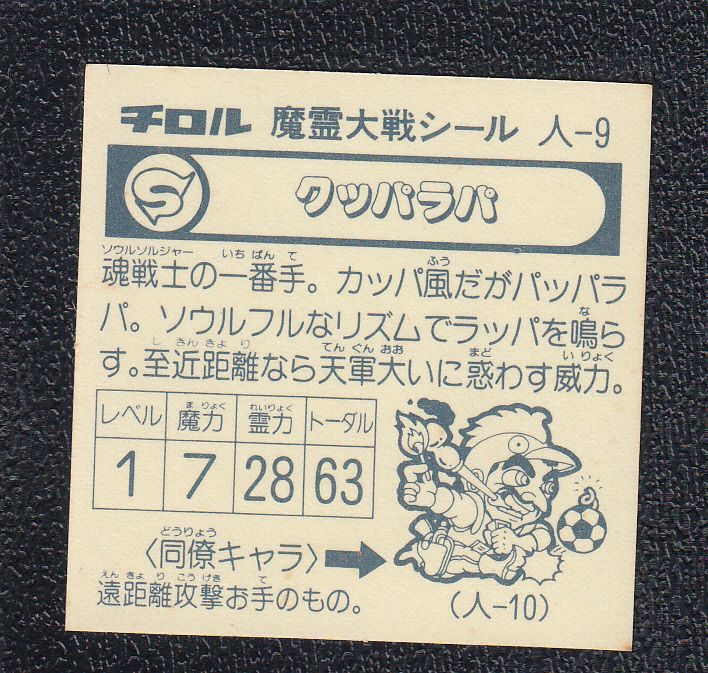 チロル 魔霊大戦シール 人-9
S クッパラパ
ソウルソルジャー いちばんて ふう
魂戦士の一番手。カッパ風だがパッパラ
な
パ。ソウルフルなリズムでラッパを鳴ら
しきんきょり てんぐんおお まど いりょく
す。至近距離なら天軍大いに惑わす威力。
レベル 魔力 霊力 トータル
まりょく れいりょく
1 7 28 63
どうりょう
〈同僚キャラ〉
えんきょりこうげき て
遠距離攻撃お手のもの。
(人-10)